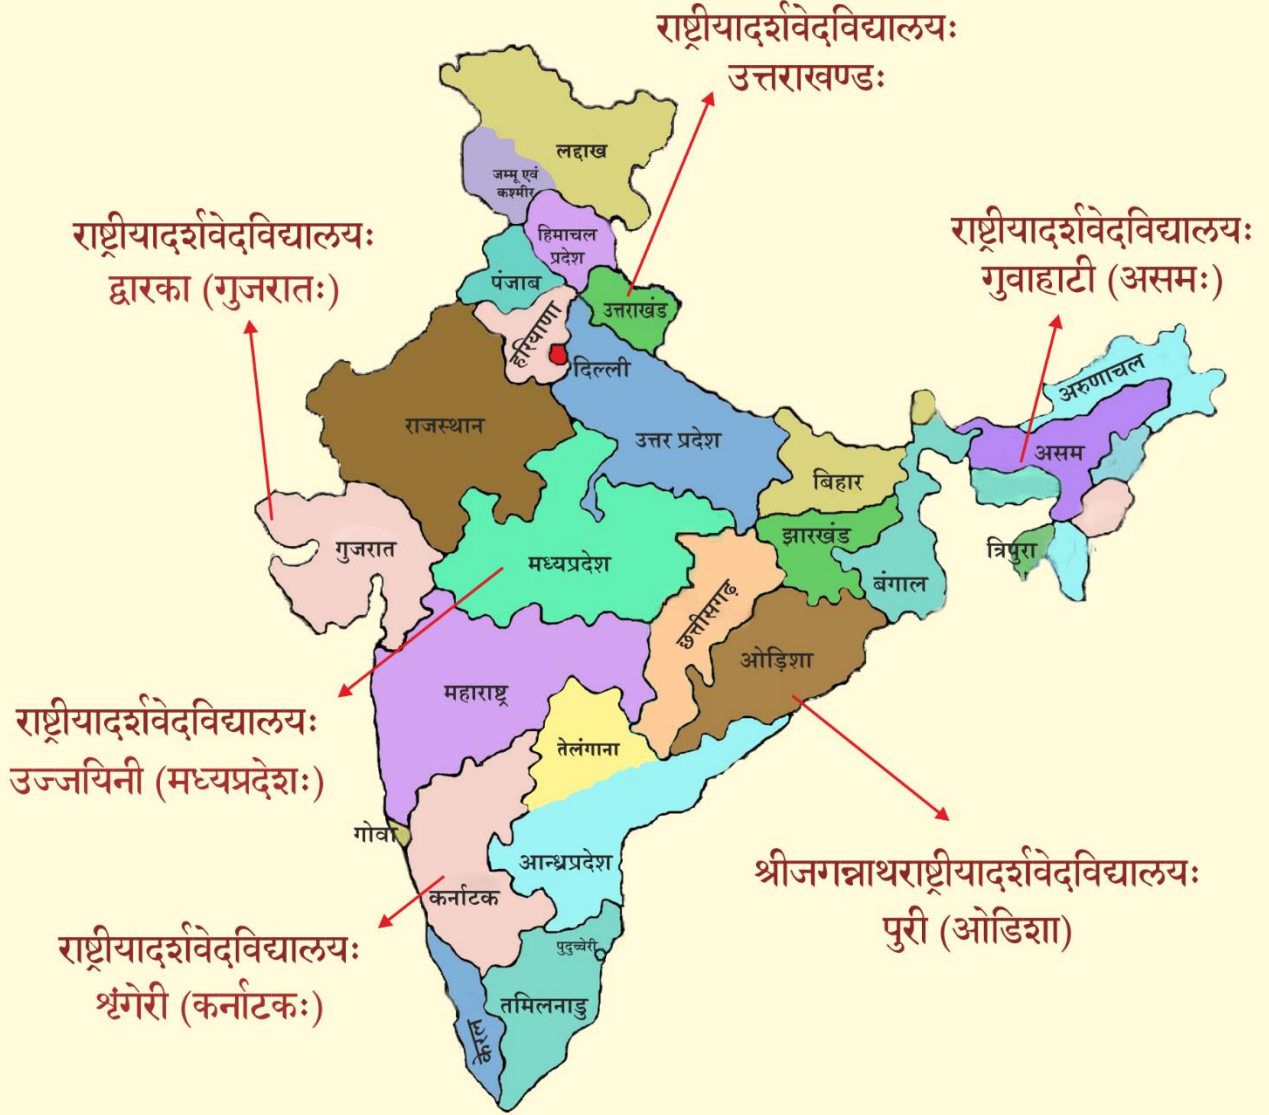 राष्ट्रीयादर्शवेदविद्यालयः
उत्तराखण्डः
लद्दाख
जम्मू एवं
कश्मीर
राष्ट्रीयादर्शवेदविद्यालयः
द्वारका (गुजरातः)
हिमाचल
प्रदेश
राष्ट्रीयादर्शवेदविद्यालयः
गुवाहाटी (असमः)
पंजाब
उत्तराखंड
हरियाणा
दिल्ली
अरुणाचल
राजस्थान
उत्तर प्रदेश
असम
बिहार
गुजरात
मध्यप्रदेश
झारखंड
त्रिपुरा
बंगाल
छत्तीसगढ़
ओड़िशा
महाराष्ट्र
राष्ट्रीयादर्शवेदविद्यालयः
उज्जयिनी (मध्यप्रदेशः)
तेलंगाना
गोवा
आन्ध्रप्रदेश
श्रीजगन्नाथराष्ट्रीयादर्शवेदविद्यालयः
पुरी (ओडिशा)
कर्नाटक
राष्ट्रीयादर्शवेदविद्यालयः
शृंगेरी (कर्नाटकः)
पुदुच्चेरी
तमिलनाडु
केरल